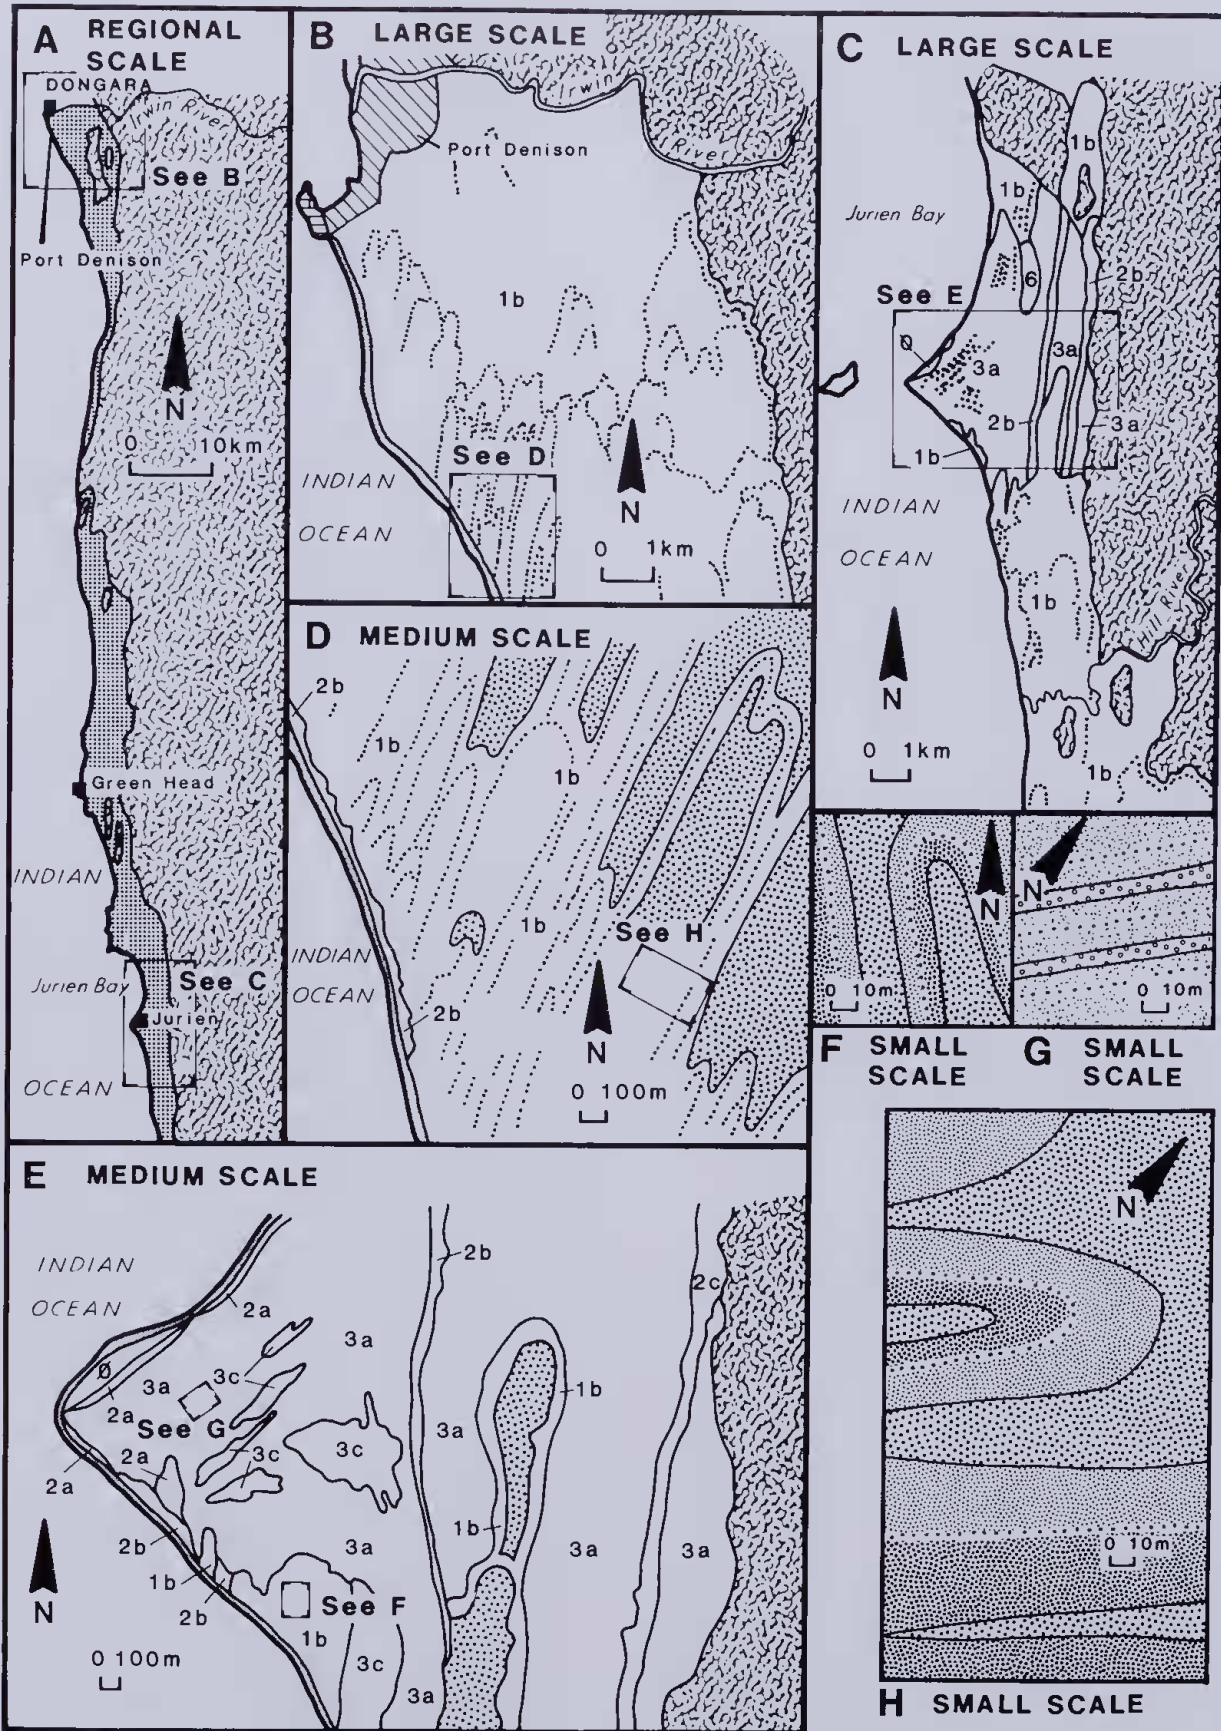 A REGIONAL
SCALE
DONGARA
Irwin River
See B
Port Denison
N
0 10km
Green Head
INDIAN
Jurien Bay
See C
Jurien
OCEAN
B LARGE SCALE
Irwin
River
Port Denison
1b
See D
INDIAN
OCEAN
N
0 1km
C LARGE SCALE
1b
1b
Jurien Bay
6
2b
See E
Ø
3a
3a
2b
3a
1b
INDIAN
OCEAN
1b
Hill River
N
0 1km
1b
D MEDIUM SCALE
2b
1b
1b
1b
See H
INDIAN
OCEAN
2b
N
0 100m
N
0 10m
F SMALL
SCALE
N
0 10m
G SMALL
SCALE
E MEDIUM SCALE
INDIAN
OCEAN
2b
2c
2a
3a
Ø
3c
3a
1b
2a
See G
3a
3c
3c
2a
2a
1b
2b
3a
3a
3a
1b
2b
See F
1b
3c
3a
N
0 100m
N
0 10m
H SMALL SCALE